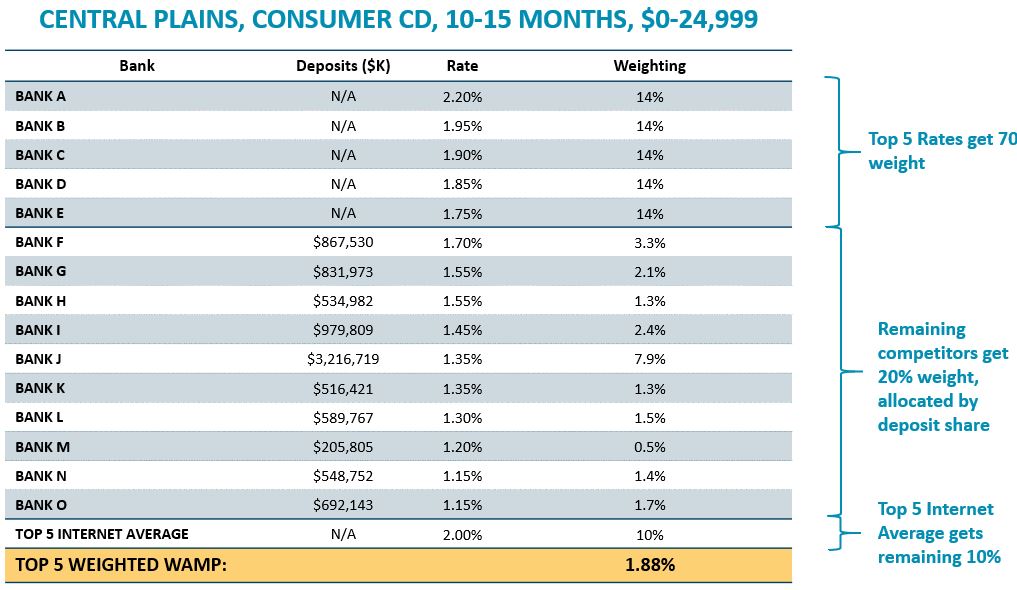 CENTRAL PLAINS, CONSUMER CD, 10-15 MONTHS, $0-24,999
Bank Deposits ($K) Rate Weighting
BANK A N/A 2.20% 14%
BANK B N/A 1.95% 14%
BANK C N/A 1.90% 14%
BANK D N/A 1.85% 14%
BANK E N/A 1.75% 14%
BANK F $867,530 1.70% 3.3%
BANK G $831,973 1.55% 2.1%
BANK H $534,982 1.55% 1.3%
BANK I $979,809 1.45% 2.4%
BANK J $3,216,719 1.35% 7.9%
BANK K $516,421 1.35% 1.3%
BANK L $589,767 1.30% 1.5%
BANK M $205,805 1.20% 0.5%
BANK N $548,752 1.15% 1.4%
BANK O $692,143 1.15% 1.7%
TOP 5 INTERNET AVERAGE N/A 2.00% 10%
TOP 5 WEIGHTED WAMP: 1.88%
Top 5 Rates get 70
weight
Remaining
competitors get
20% weight,
allocated by
deposit share
Top 5 Internet
Average gets
remaining 10%